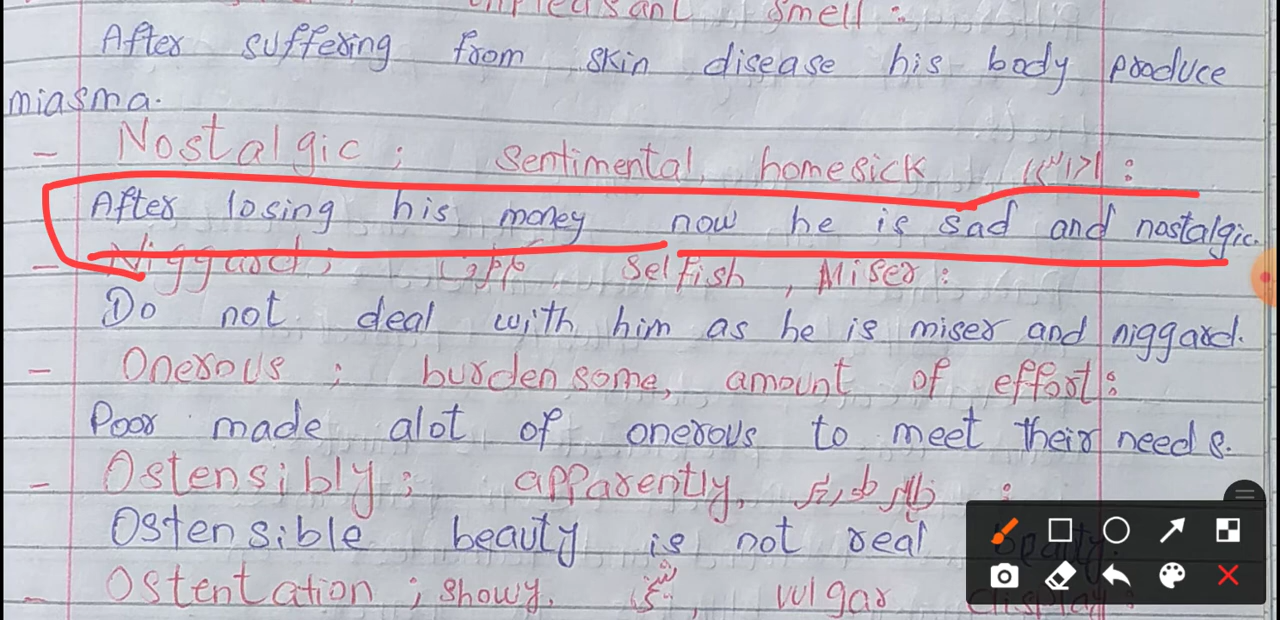 smell :
After suffering from skin disease his body produce
miasma.
- Nostalgic ; Sentimental, homesick, :
After losing his money now he is sad and nostalgic.
- Niggard ; Selfish, Miser :
Do not deal with him as he is miser and niggard.
- Onerous ; burdensome, amount of effort :
Poor made alot of onerous to meet their needs.
- Ostensibly ; apparently, :
Ostensible beauty is not real beauty.
- Ostentation ; showy, vulgar display :